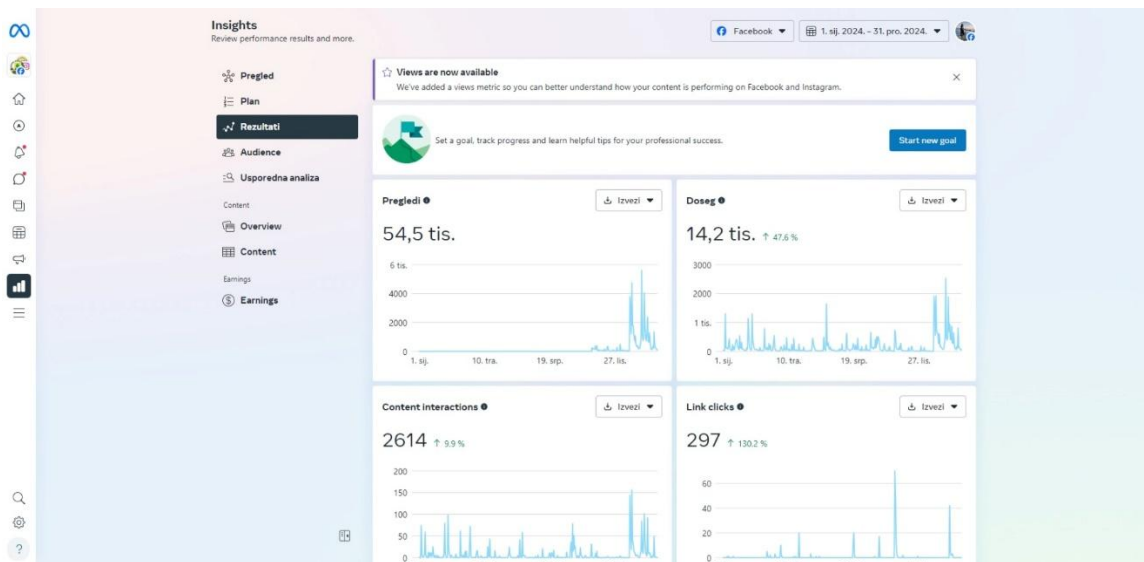 Insights
Review performance results and more.
Facebook
1. sij. 2024. - 31. pro. 2024.
Pregled
Plan
Rezultati
Audience
Usporedna analiza
Content
Overview
Content
Earnings
Earnings
Views are now available
We've added a views metric so you can better understand how your content is performing on Facebook and Instagram.
Set a goal, track progress and learn helpful tips for your professional success.
Start new goal
Pregledi
Izvezi
54,5 tis.
6 tis.
4000
2000
0
1. sij. 10. tra. 19. srp. 27. lis.
Doseg
Izvezi
14,2 tis. ↑ 47,6 %
3000
2000
1 tis.
0
1. sij. 10. tra. 19. srp. 27. lis.
Content interactions
Izvezi
2614 ↑ 9.9 %
200
150
100
50
0
Link clicks
Izvezi
297 ↑ 130.2 %
60
40
20
0
?